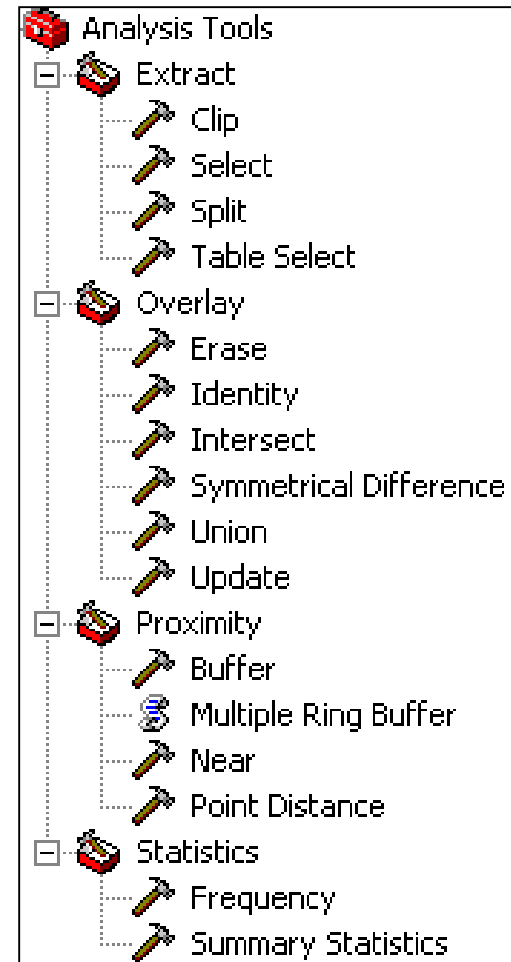 Analysis Tools
Extract
Clip
Select
Split
Table Select
Overlay
Erase
Identity
Intersect
Symmetrical Difference
Union
Update
Proximity
Buffer
Multiple Ring Buffer
Near
Point Distance
Statistics
Frequency
Summary Statistics